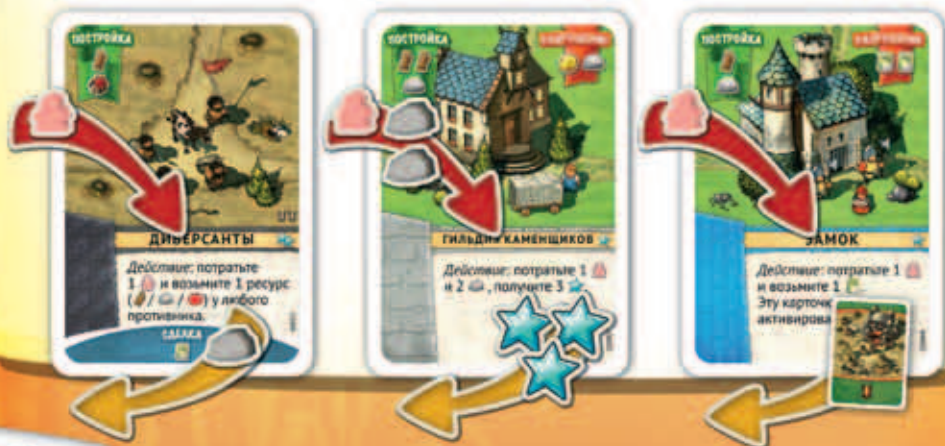 ПОСТРОЙКА
ДИВЕРСАНТЫ
Действие: потратьте
1 и возьмите 1 ресурс
( / / ) у любого
противника.
СДЕЛКА
ПОСТРОЙКА
ГИЛЬДИЯ КАМЕНЩИКОВ
Действие: потратьте 1
и 2 , получите 3
ПОСТРОЙКА
ЗАМОК
Действие: потратьте 1
и возьмите 1
Эту карточк
активирова